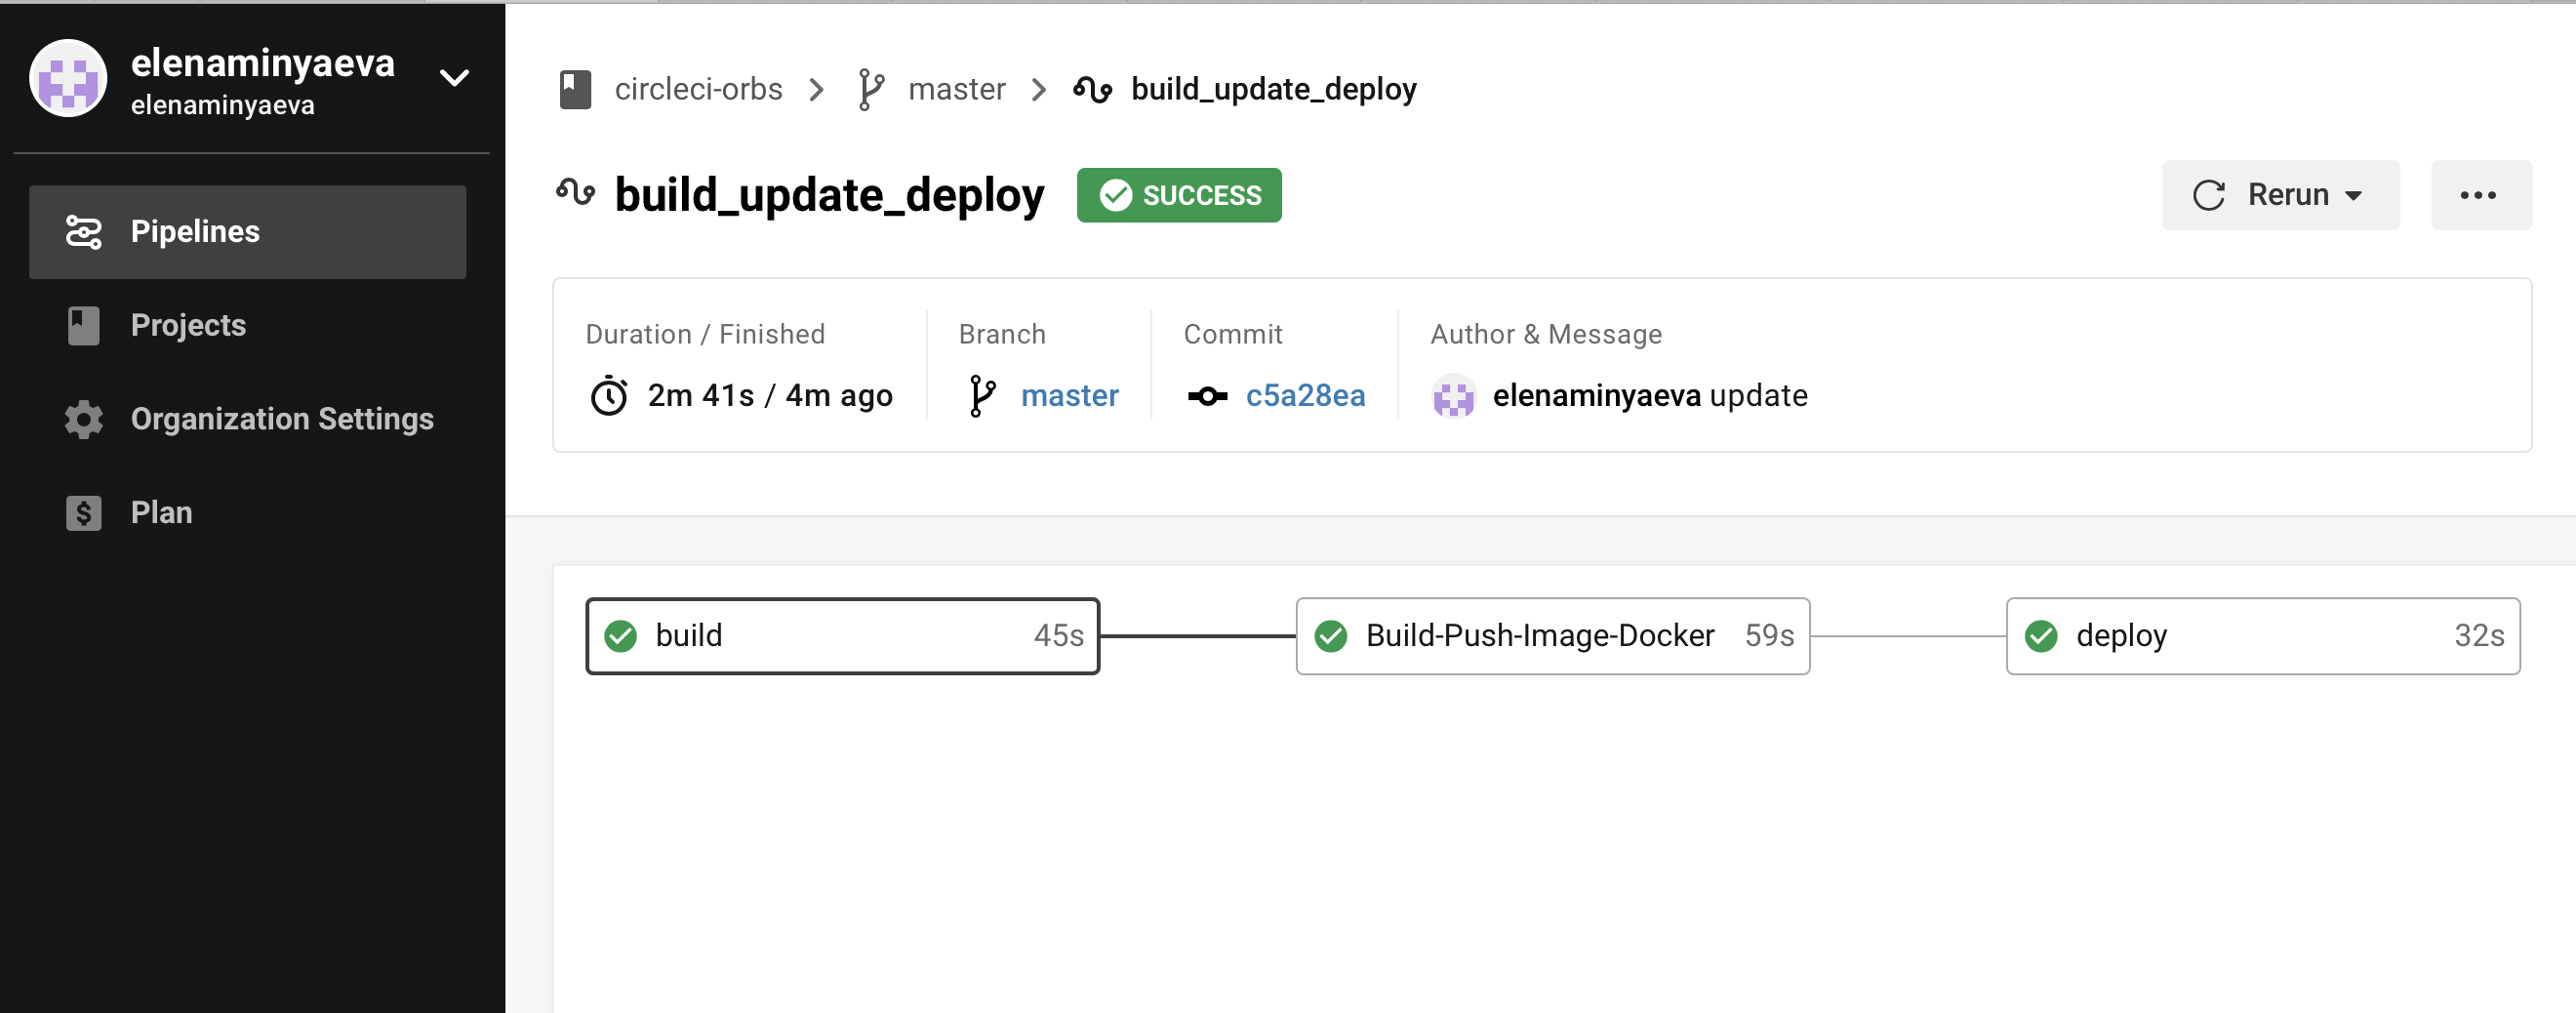 elenaminyaeva
elenaminyaeva
Pipelines
Projects
Organization Settings
$ Plan
circleci-orbs > master > build_update_deploy
build_update_deploy SUCCESS Rerun ...
Duration / Finished Branch Commit Author & Message
2m 41s / 4m ago master c5a28ea elenaminyaeva update
build 45s Build-Push-Image-Docker 59s deploy 32s